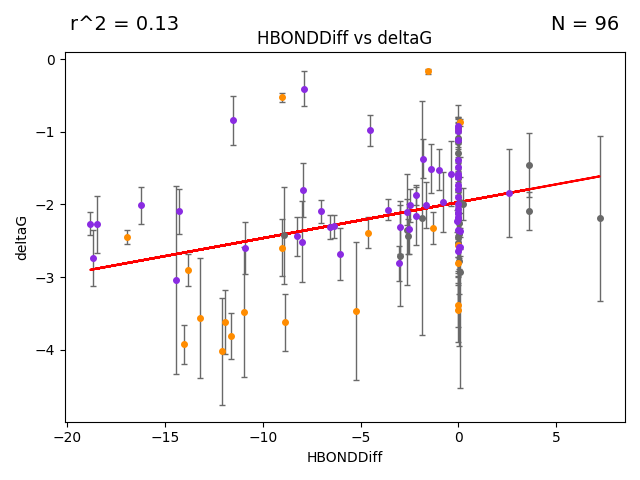 r^2 = 0.13
N = 96
HBONDDiff vs deltaG
deltaG
0
−1
−2
−3
−4
−20
−15
−10
−5
0
5
HBONDDiff